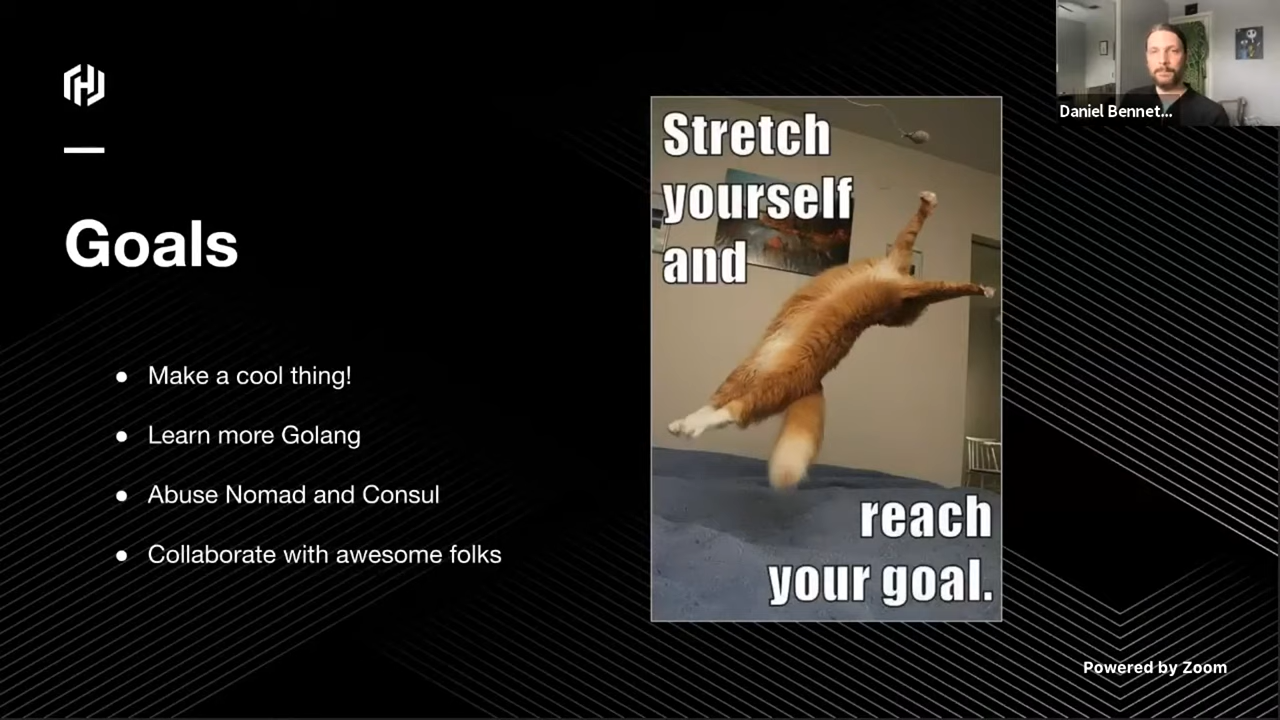 Goals
Make a cool thing!
Learn more Golang
Abuse Nomad and Consul
Collaborate with awesome folks
Stretch
yourself
and
reach
your goal.
Daniel Bennet...
Powered by Zoom